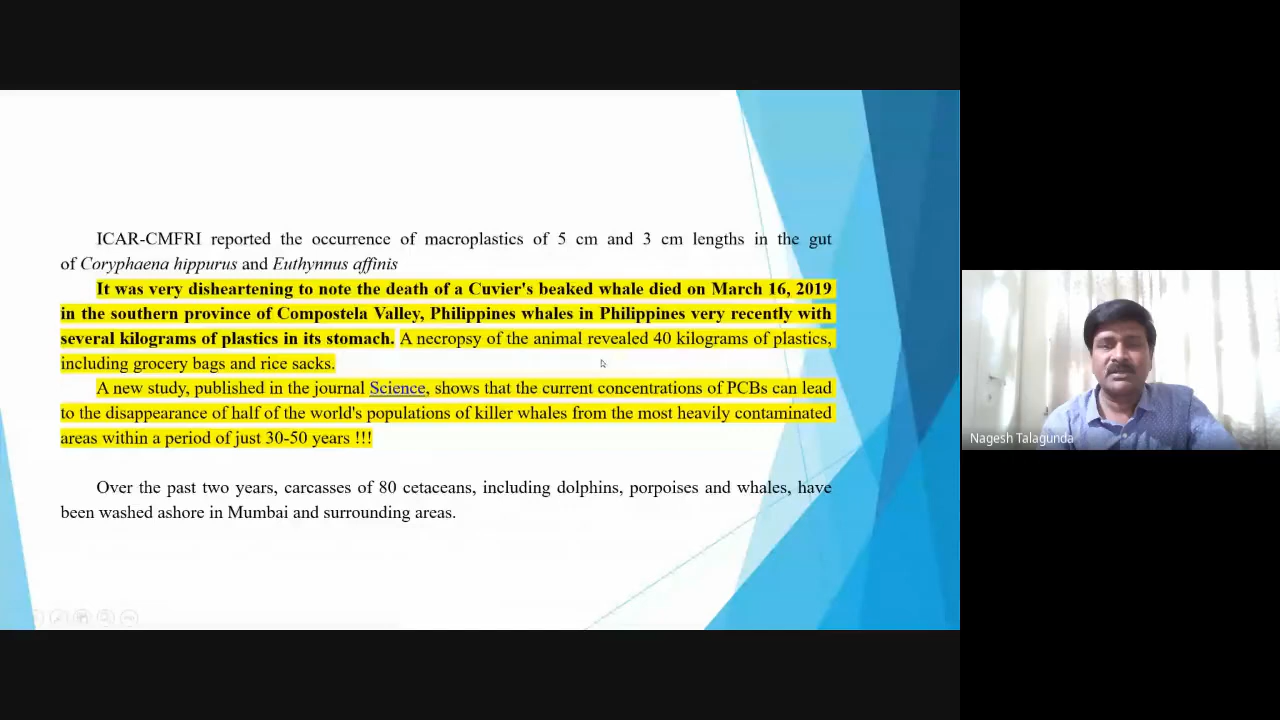 ICAR-CMFRI reported the occurrence of macroplastics of 5 cm and 3 cm lengths in the gut
of Coryphaena hippurus and Euthynnus affinis
It was very disheartening to note the death of a Cuvier's beaked whale died on March 16, 2019
in the southern province of Compostela Valley, Philippines whales in Philippines very recently with
several kilograms of plastics in its stomach. A necropsy of the animal revealed 40 kilograms of plastics,
including grocery bags and rice sacks.
A new study, published in the journal Science, shows that the current concentrations of PCBs can lead
to the disappearance of half of the world's populations of killer whales from the most heavily contaminated
areas within a period of just 30-50 years !!!
Over the past two years, carcasses of 80 cetaceans, including dolphins, porpoises and whales, have
been washed ashore in Mumbai and surrounding areas.
Nagesh Talagunda